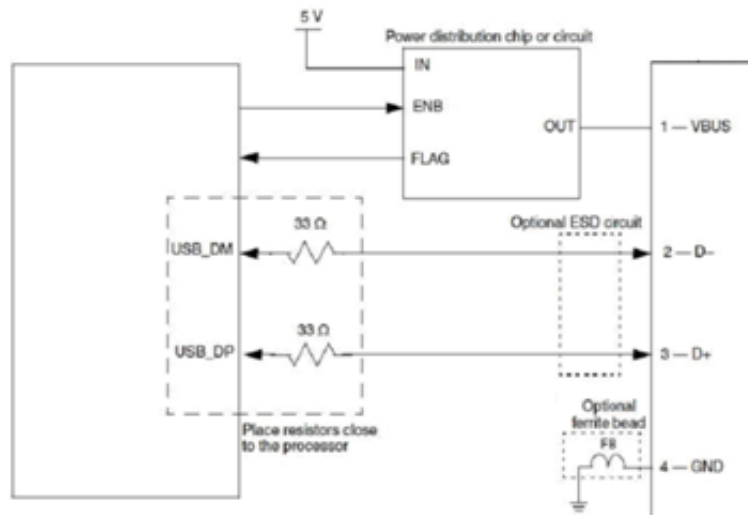 5 V
Power distribution chip or circuit
IN
ENB
OUT
1 — VBUS
FLAG
Optional ESD circuit
33 Ω
USB_DM
2 — D–
33 Ω
USB_DP
3 — D+
Place resistors close
to the processor
Optional
ferrite bead
FB
4 — GND